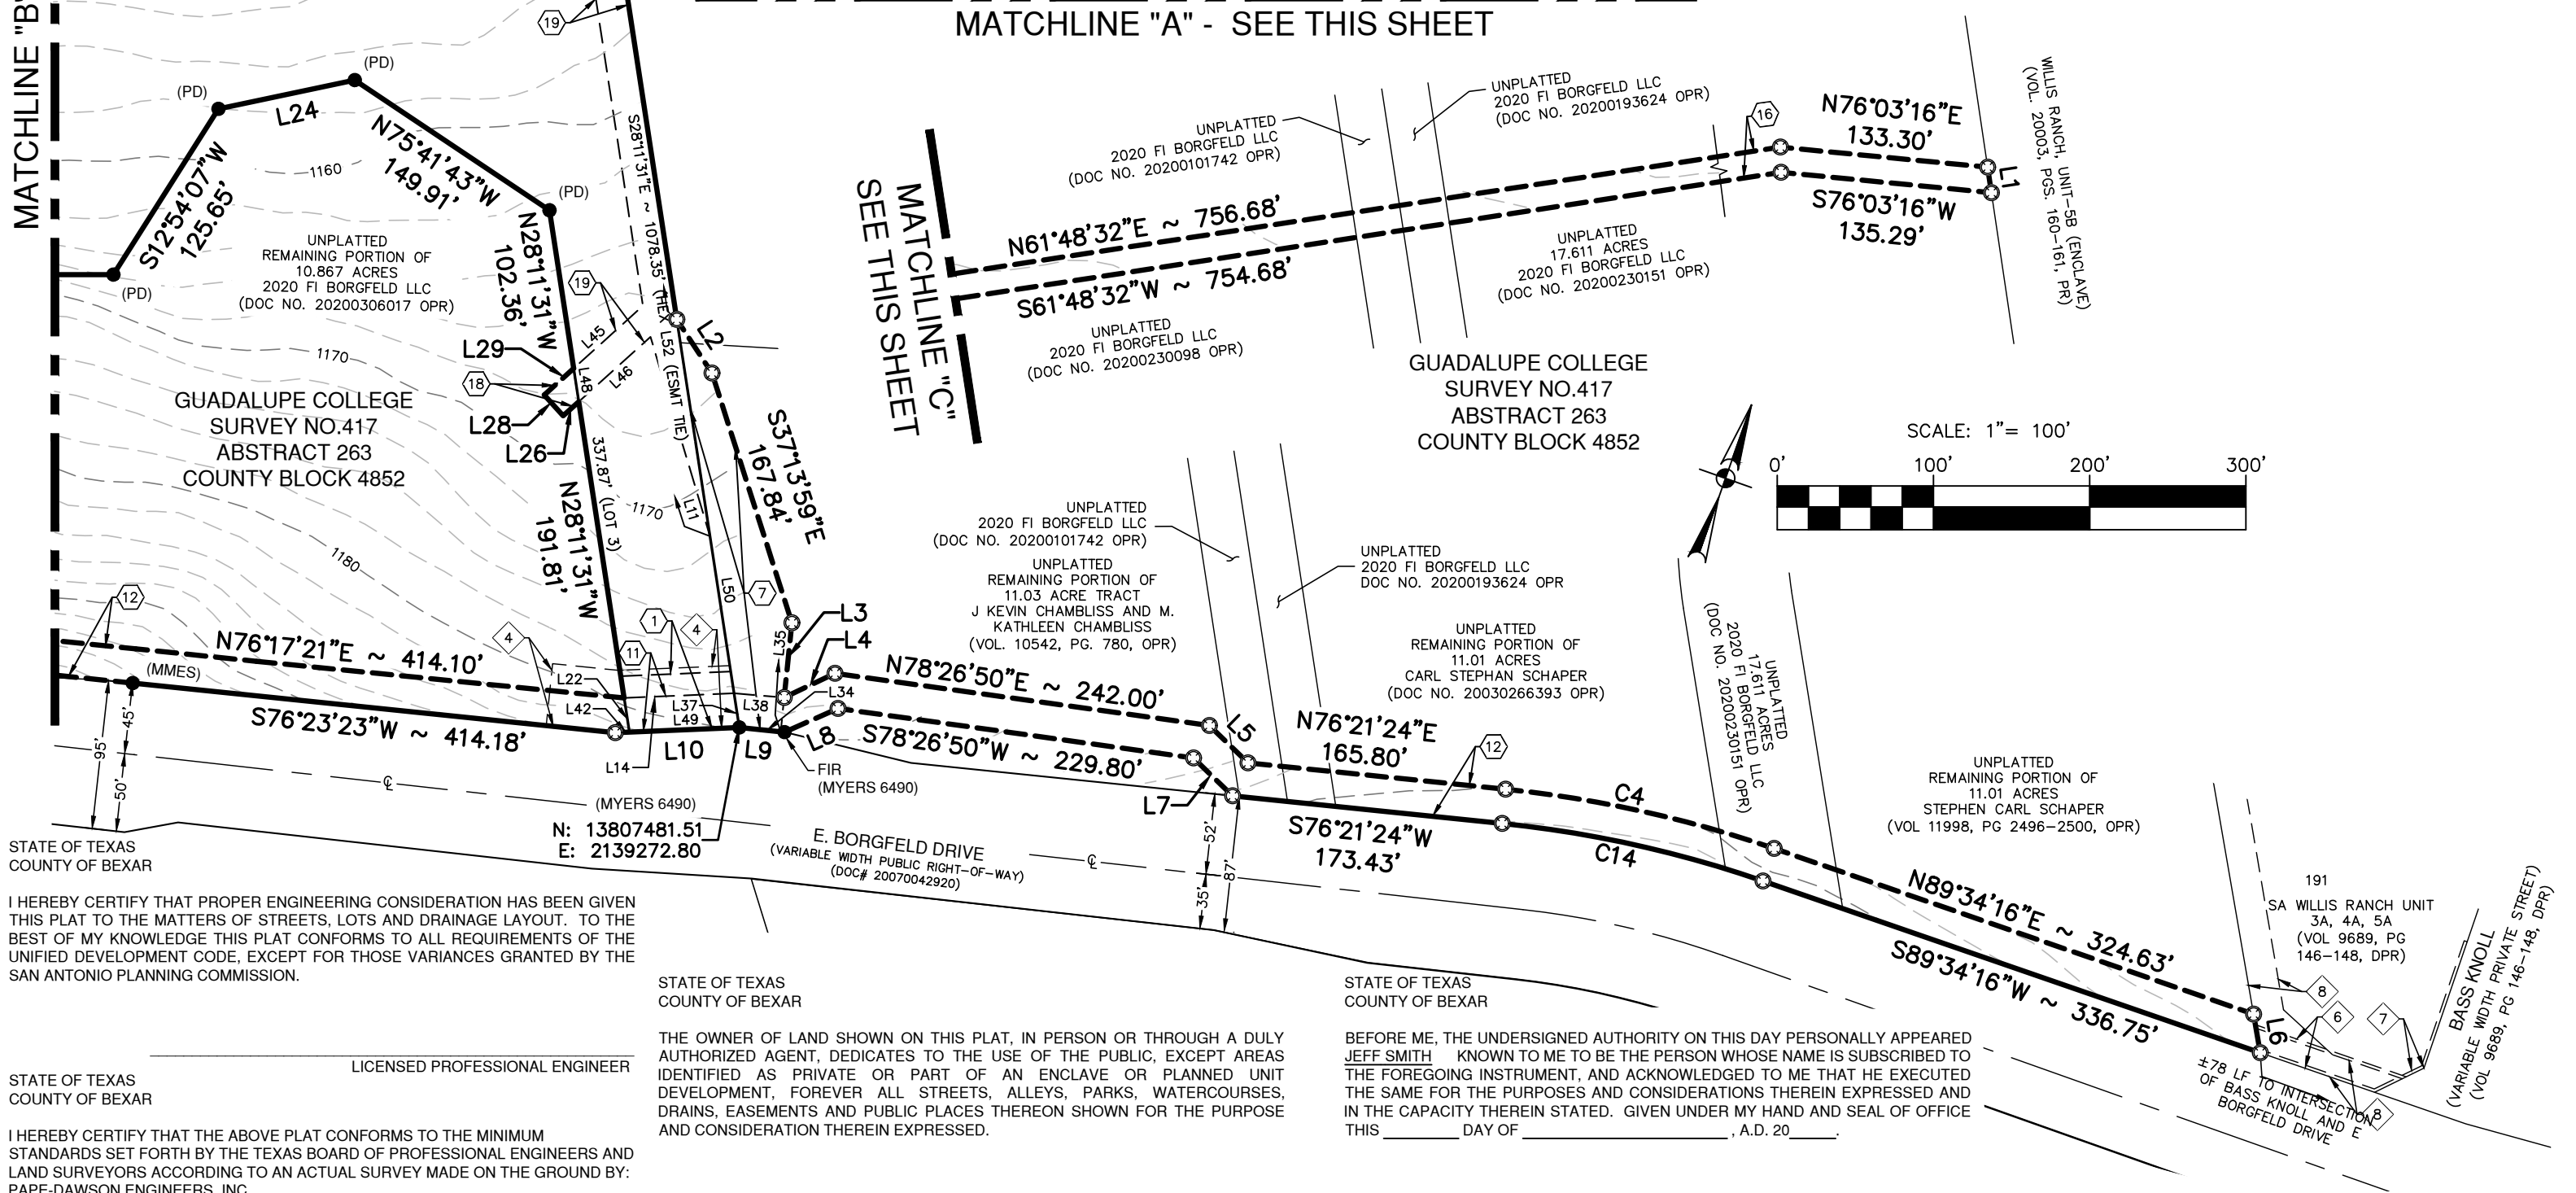 MATCHLINE "B"
19
MATCHLINE "A" - SEE THIS SHEET
(PD)
(PD)
L24
N75°41'43"W
149.91'
S12°54'07"W
125.65'
(PD)
(PD)
1160
UNPLATTED
REMAINING PORTION OF
10.867 ACRES
2020 FI BORGFELD LLC
(DOC NO. 20200306017 OPR)
N28°11'31"W
102.36'
S28°11'31"E ~ 1078.35'
19
L45
L46
L48
L52 (ESMT TIE)
L2
L29
18
L28
L26
1170
GUADALUPE COLLEGE
SURVEY NO.417
ABSTRACT 263
COUNTY BLOCK 4852
337.87' (LOT 3)
N28°11'31"W
191.81'
1170
L11
S37°13'59"E
167.84'
1180
L50
7
12
N76°17'21"E ~ 414.10'
(MMES)
4
1
4
11
L35
L3
L4
L22
L42
L37
L49
L38
L34
S76°23'23"W ~ 414.18'
L14
L10
L9
L8
FIR
(MYERS 6490)
95'
45'
50'
℄
(MYERS 6490)
N: 13807481.51
E: 2139272.80
MATCHLINE "C"
SEE THIS SHEET
UNPLATTED
2020 FI BORGFELD LLC
(DOC NO. 20200101742 OPR)
UNPLATTED
2020 FI BORGFELD LLC
(DOC NO. 20200193624 OPR)
16
N76°03'16"E
133.30'
L1
S76°03'16"W
135.29'
WILLIS RANCH, UNIT-5B (ENCLAVE)
(VOL. 20003, PGS. 160-161, PR)
N61°48'32"E ~ 756.68'
S61°48'32"W ~ 754.68'
UNPLATTED
2020 FI BORGFELD LLC
(DOC NO. 20200230098 OPR)
UNPLATTED
17.611 ACRES
2020 FI BORGFELD LLC
(DOC NO. 20200230151 OPR)
GUADALUPE COLLEGE
SURVEY NO.417
ABSTRACT 263
COUNTY BLOCK 4852
SCALE: 1"= 100'
0' 100' 200' 300'
UNPLATTED
2020 FI BORGFELD LLC
(DOC NO. 20200101742 OPR)
UNPLATTED
REMAINING PORTION OF
11.03 ACRE TRACT
J KEVIN CHAMBLISS AND M.
KATHLEEN CHAMBLISS
(VOL. 10542, PG. 780, OPR)
UNPLATTED
2020 FI BORGFELD LLC
DOC NO. 20200193624 OPR
UNPLATTED
REMAINING PORTION OF
11.01 ACRES
CARL STEPHAN SCHAPER
(DOC NO. 20030266393 OPR)
UNPLATTED
17.611 ACRES
2020 FI BORGFELD LLC
(DOC NO. 20200230151 OPR)
N78°26'50"E ~ 242.00'
S78°26'50"W ~ 229.80'
L5
L7
N76°21'24"E
165.80'
12
S76°21'24"W
173.43'
C4
C14
52'
87'
35'
℄
E. BORGFELD DRIVE
(VARIABLE WIDTH PUBLIC RIGHT-OF-WAY)
(DOC# 20070042920)
UNPLATTED
REMAINING PORTION OF
11.01 ACRES
STEPHEN CARL SCHAPER
(VOL 11998, PG 2496-2500, OPR)
N89°34'16"E ~ 324.63'
S89°34'16"W ~ 336.75'
L6
191
SA WILLIS RANCH UNIT
3A, 4A, 5A
(VOL 9689, PG
146-148, DPR)
8
6
7
8
BASS KNOLL
(VARIABLE WIDTH PRIVATE STREET)
(VOL 9689, PG 146-148, DPR)
±78 LF TO INTERSECTION
OF BASS KNOLL AND E
BORGFELD DRIVE
STATE OF TEXAS
COUNTY OF BEXAR
I HEREBY CERTIFY THAT PROPER ENGINEERING CONSIDERATION HAS BEEN GIVEN
THIS PLAT TO THE MATTERS OF STREETS, LOTS AND DRAINAGE LAYOUT. TO THE
BEST OF MY KNOWLEDGE THIS PLAT CONFORMS TO ALL REQUIREMENTS OF THE
UNIFIED DEVELOPMENT CODE, EXCEPT FOR THOSE VARIANCES GRANTED BY THE
SAN ANTONIO PLANNING COMMISSION.
LICENSED PROFESSIONAL ENGINEER
STATE OF TEXAS
COUNTY OF BEXAR
I HEREBY CERTIFY THAT THE ABOVE PLAT CONFORMS TO THE MINIMUM
STANDARDS SET FORTH BY THE TEXAS BOARD OF PROFESSIONAL ENGINEERS AND
LAND SURVEYORS ACCORDING TO AN ACTUAL SURVEY MADE ON THE GROUND BY:
PAPE-DAWSON ENGINEERS, INC.
STATE OF TEXAS
COUNTY OF BEXAR
THE OWNER OF LAND SHOWN ON THIS PLAT, IN PERSON OR THROUGH A DULY
AUTHORIZED AGENT, DEDICATES TO THE USE OF THE PUBLIC, EXCEPT AREAS
IDENTIFIED AS PRIVATE OR PART OF AN ENCLAVE OR PLANNED UNIT
DEVELOPMENT, FOREVER ALL STREETS, ALLEYS, PARKS, WATERCOURSES,
DRAINS, EASEMENTS AND PUBLIC PLACES THEREON SHOWN FOR THE PURPOSE
AND CONSIDERATION THEREIN EXPRESSED.
STATE OF TEXAS
COUNTY OF BEXAR
BEFORE ME, THE UNDERSIGNED AUTHORITY ON THIS DAY PERSONALLY APPEARED
JEFF SMITH KNOWN TO ME TO BE THE PERSON WHOSE NAME IS SUBSCRIBED TO
THE FOREGOING INSTRUMENT, AND ACKNOWLEDGED TO ME THAT HE EXECUTED
THE SAME FOR THE PURPOSES AND CONSIDERATIONS THEREIN EXPRESSED AND
IN THE CAPACITY THEREIN STATED. GIVEN UNDER MY HAND AND SEAL OF OFFICE
THIS ________ DAY OF ______________________ , A.D. 20_____.